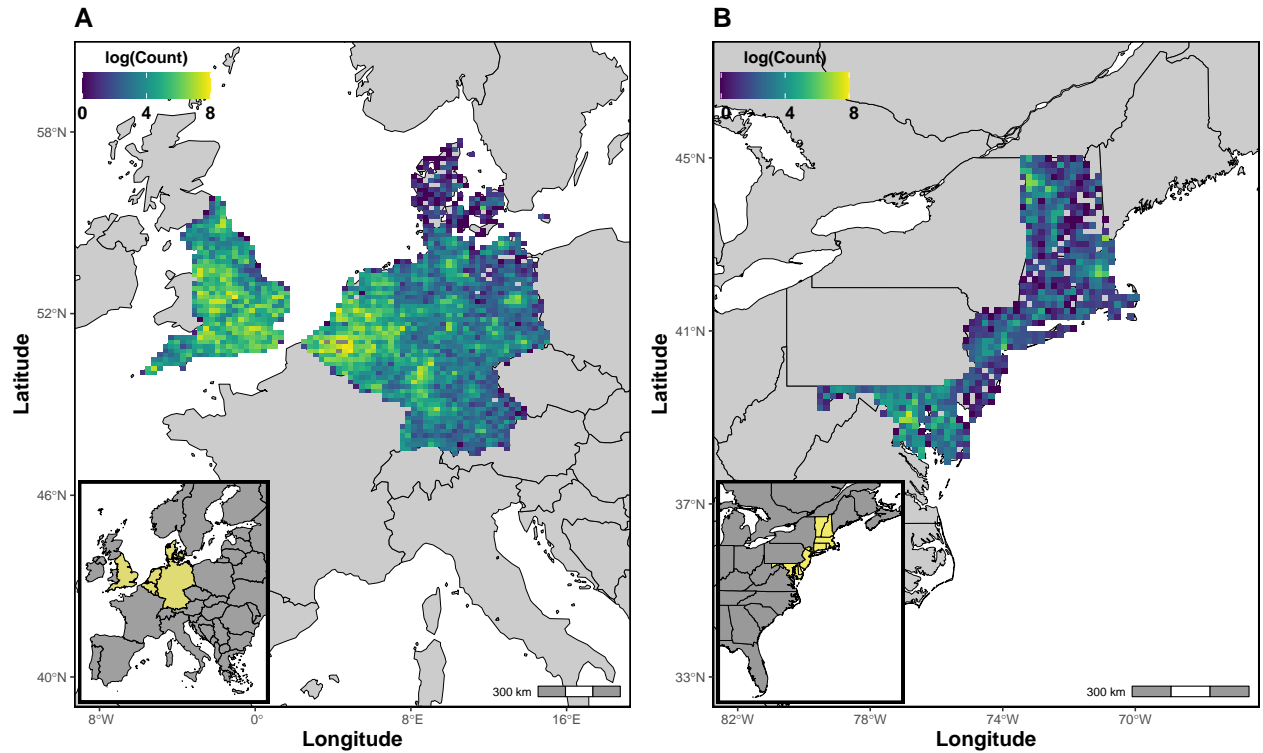 A
log(Count)
0 4 8
58°N
52°N
46°N
40°N
8°W 0° 8°E 16°E
Latitude
Longitude
300 km
B
log(Count)
0 4 8
45°N
41°N
37°N
33°N
82°W 78°W 74°W 70°W
Latitude
Longitude
300 km